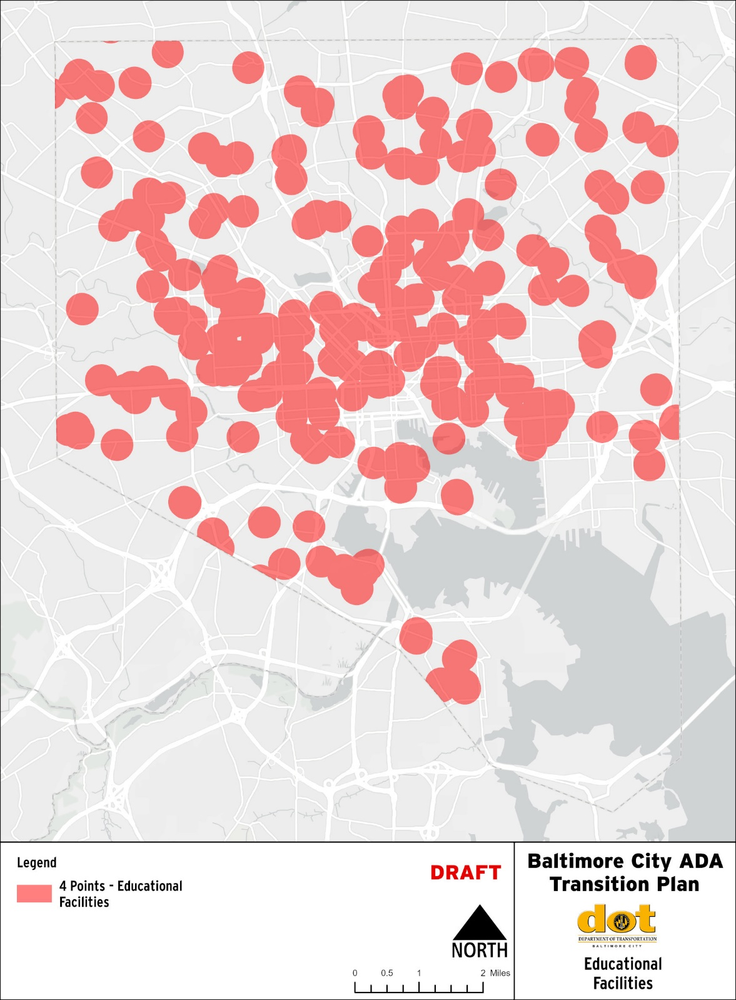 Legend
4 Points - Educational
Facilities
DRAFT
NORTH
0 0.5 1 2 Miles
Baltimore City ADA
Transition Plan
dot
DEPARTMENT OF TRANSPORTATION
BALTIMORE CITY
Educational
Facilities